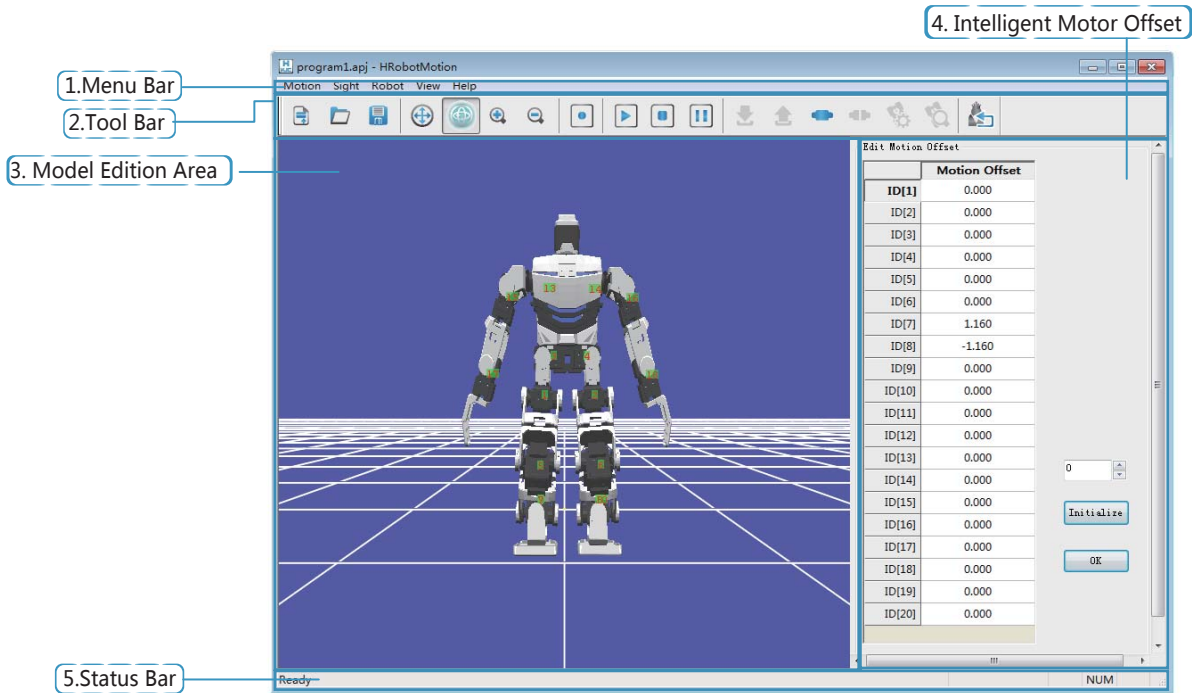 4. Intelligent Motor Offset
program1.apj - HRobotMotion
1.Menu Bar
Motion Sight Robot View Help
2.Tool Bar
3. Model Edition Area
Edit Motion Offset
Motion Offset
ID[1] 0.000
ID[2] 0.000
ID[3] 0.000
ID[4] 0.000
ID[5] 0.000
ID[6] 0.000
ID[7] 1.160
ID[8] -1.160
ID[9] 0.000
ID[10] 0.000
ID[11] 0.000
ID[12] 0.000
ID[13] 0.000
ID[14] 0.000
ID[15] 0.000
ID[16] 0.000
ID[17] 0.000
ID[18] 0.000
ID[19] 0.000
ID[20] 0.000
13 14
0
Initialize
OK
5.Status Bar
Ready
NUM